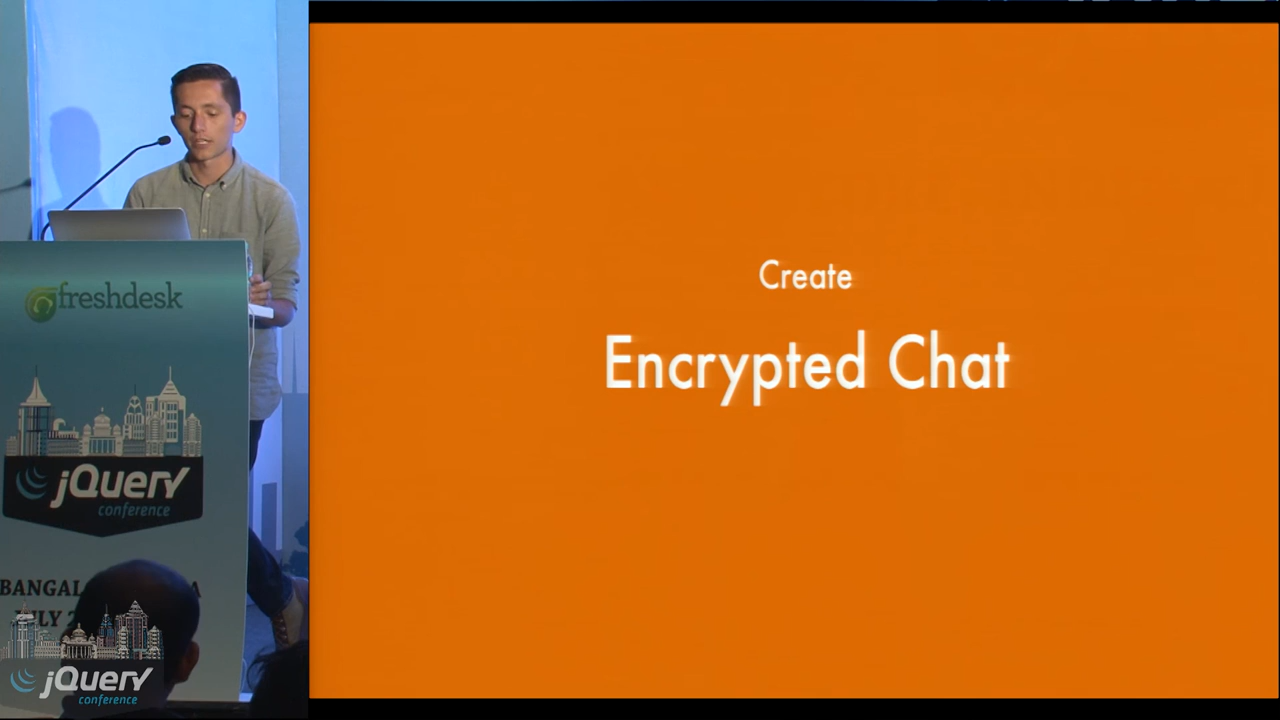 Create
Encrypted Chat
freshdesk
jQuery
conference
jQuery
conference